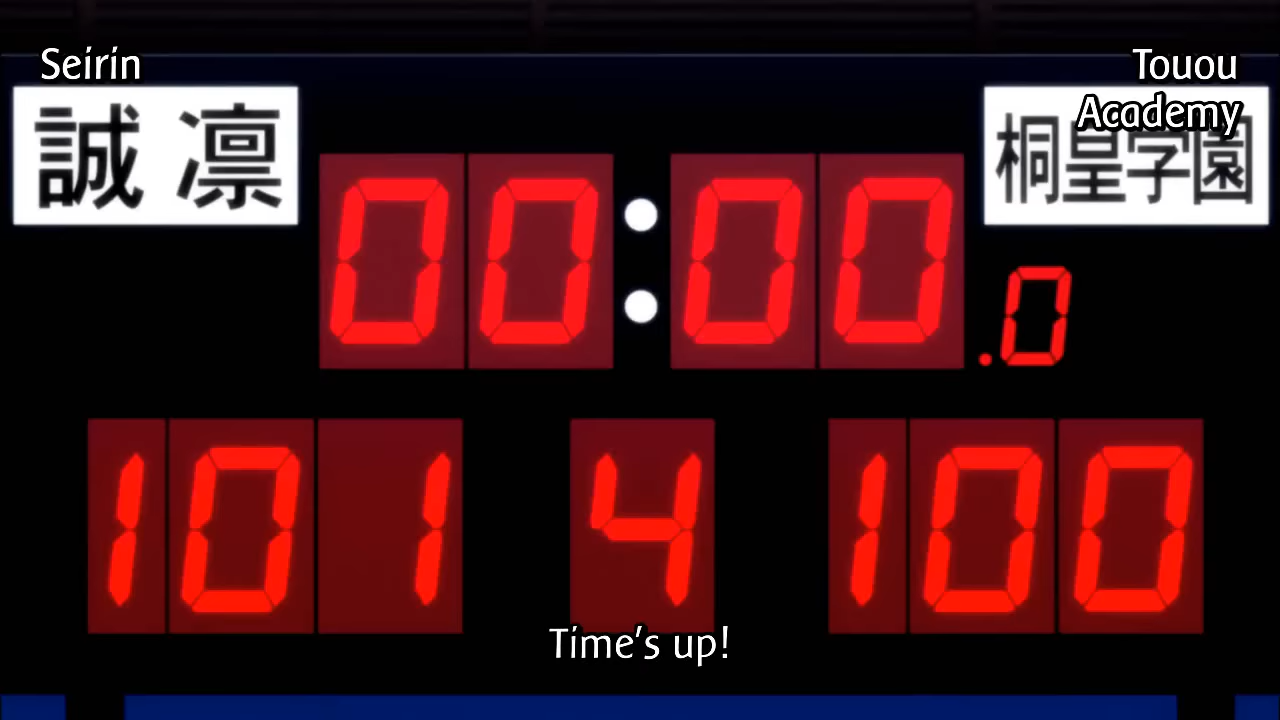 Seirin
Touou
Academy
誠凛
桐皇学園
00:00.0
101 4 100
Time's up!